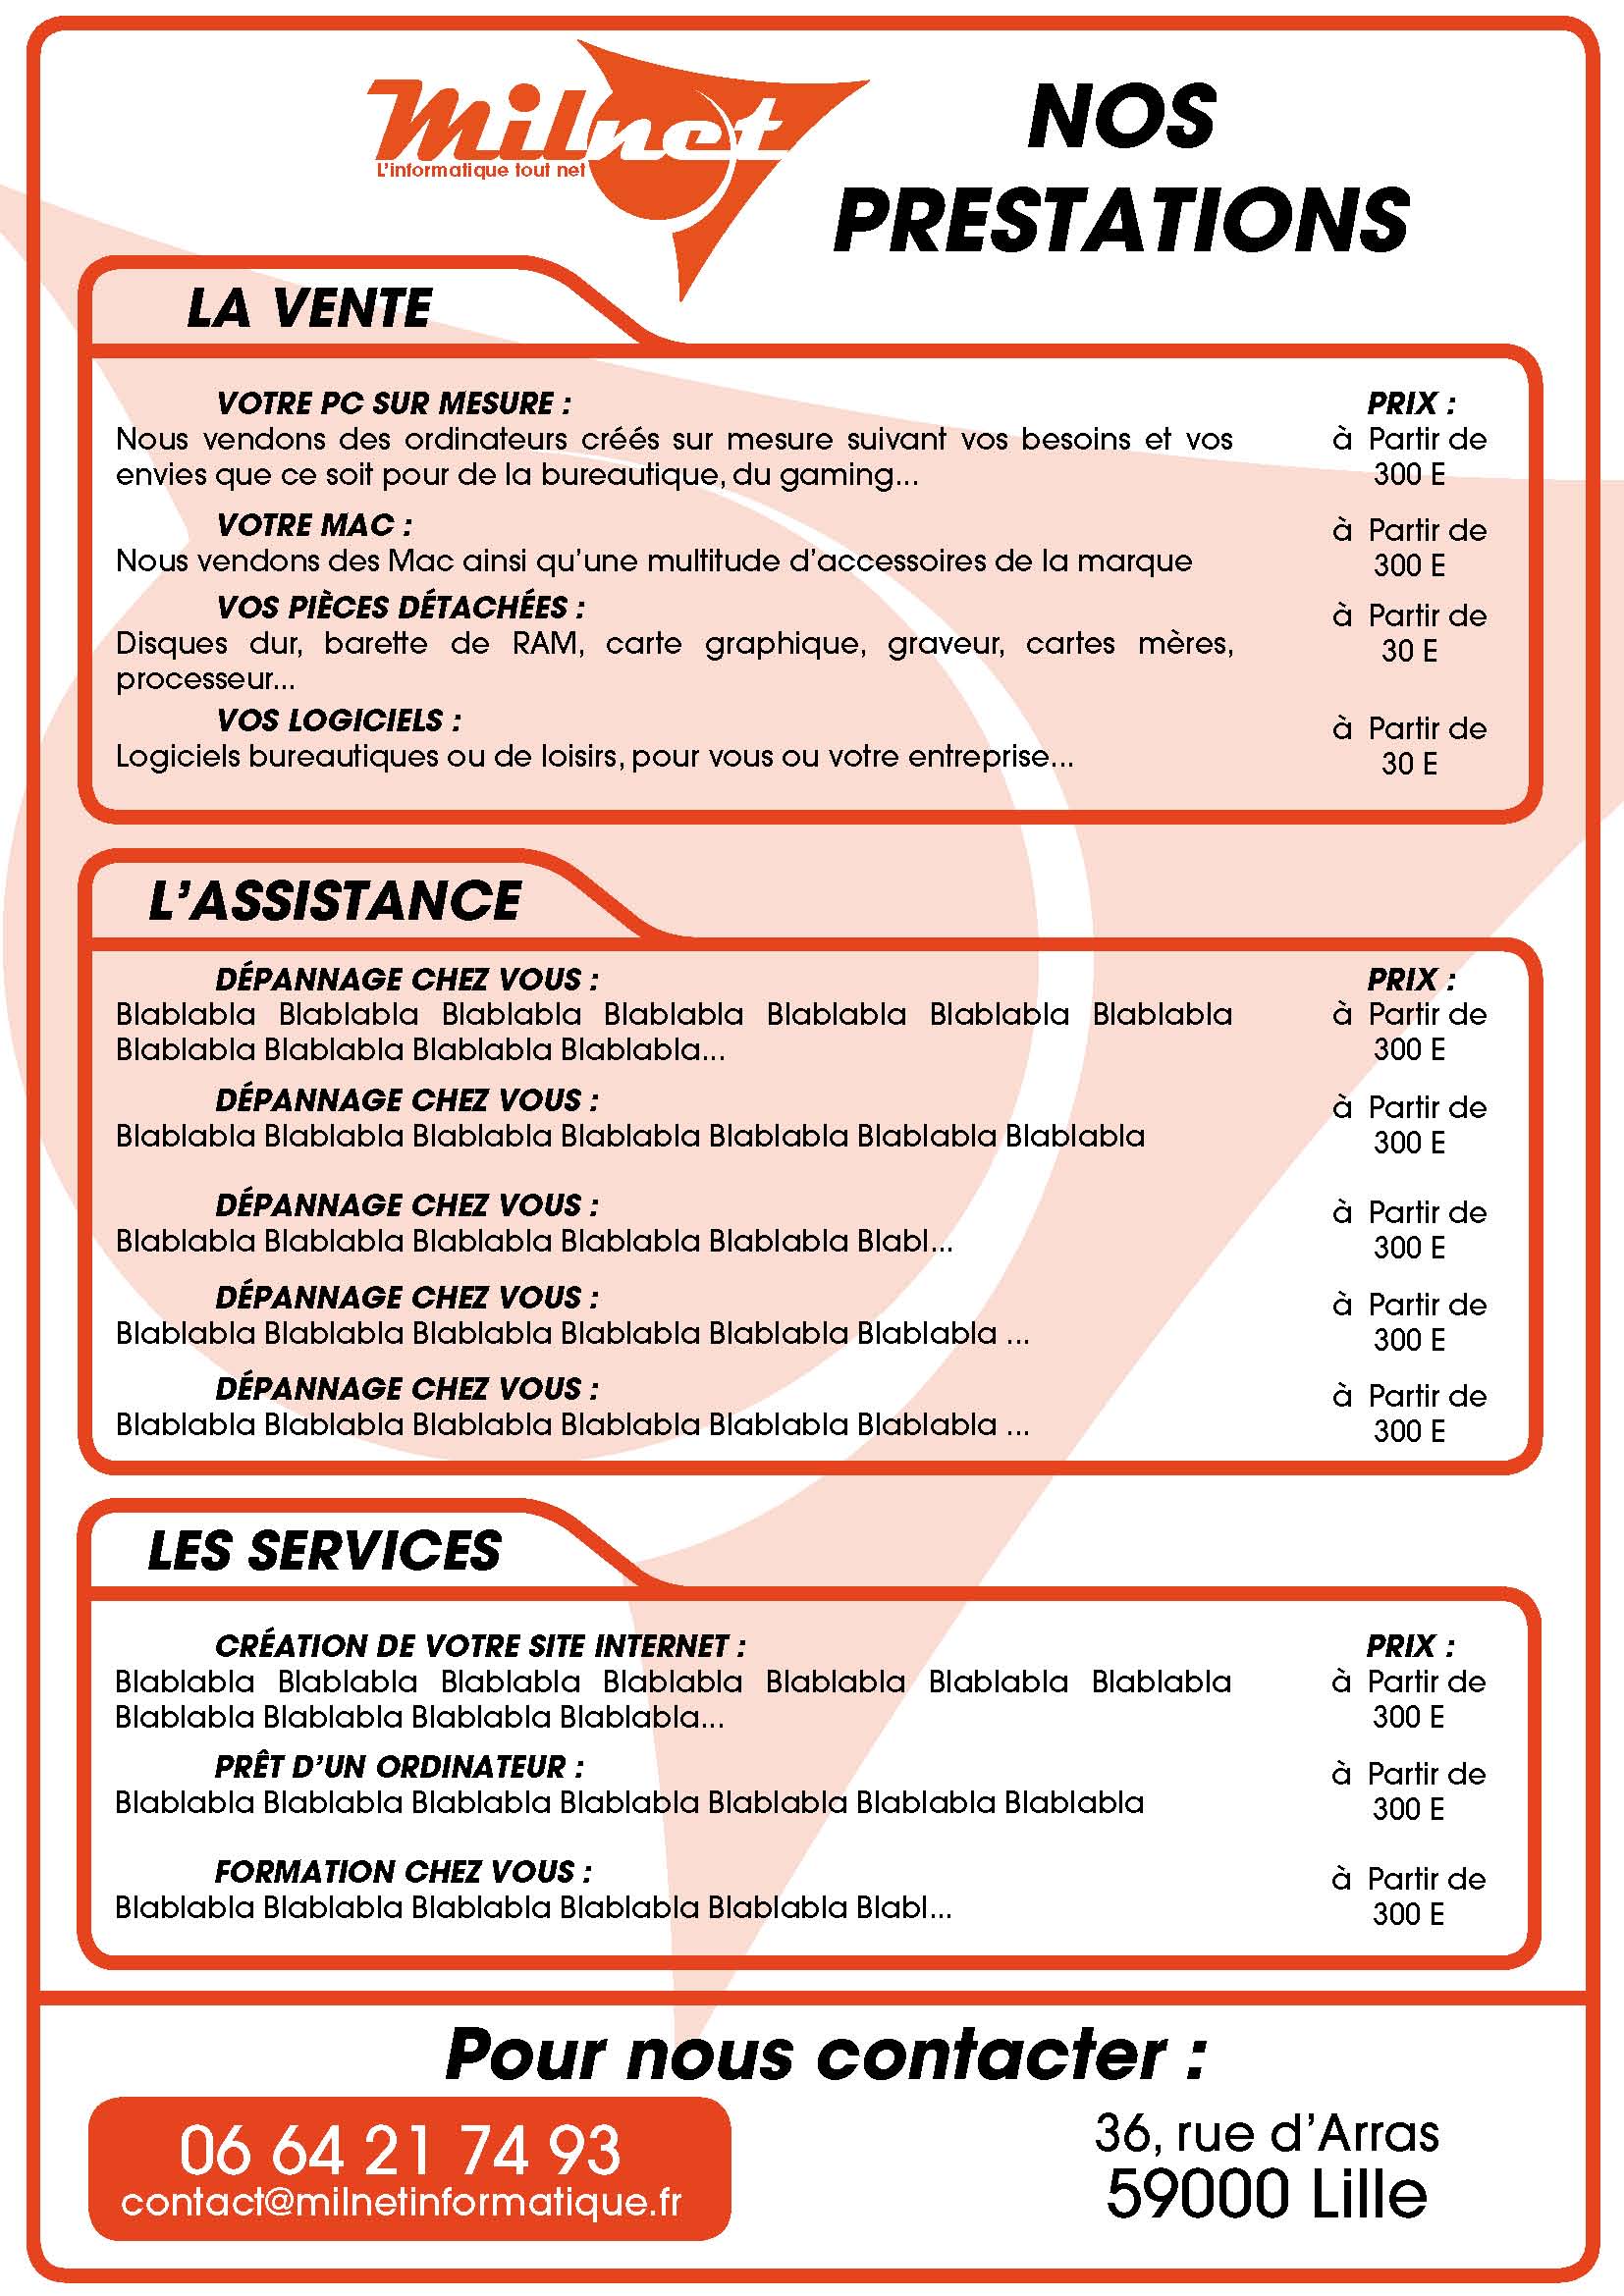 Milnet
L'informatique tout net
NOS
PRESTATIONS
LA VENTE
VOTRE PC SUR MESURE :
Nous vendons des ordinateurs créés sur mesure suivant vos besoins et vos
envies que ce soit pour de la bureautique, du gaming...
PRIX :
à Partir de
300 E
VOTRE MAC :
Nous vendons des Mac ainsi qu'une multitude d'accessoires de la marque
à Partir de
300 E
VOS PIÈCES DÉTACHÉES :
Disques dur, barette de RAM, carte graphique, graveur, cartes mères,
processeur...
à Partir de
30 E
VOS LOGICIELS :
Logiciels bureautiques ou de loisirs, pour vous ou votre entreprise...
à Partir de
30 E
L'ASSISTANCE
DÉPANNAGE CHEZ VOUS :
Blablabla Blablabla Blablabla Blablabla Blablabla Blablabla Blablabla
Blablabla Blablabla Blablabla Blablabla...
PRIX :
à Partir de
300 E
DÉPANNAGE CHEZ VOUS :
Blablabla Blablabla Blablabla Blablabla Blablabla Blablabla Blablabla
à Partir de
300 E
DÉPANNAGE CHEZ VOUS :
Blablabla Blablabla Blablabla Blablabla Blablabla Blabl...
à Partir de
300 E
DÉPANNAGE CHEZ VOUS :
Blablabla Blablabla Blablabla Blablabla Blablabla Blablabla ...
à Partir de
300 E
DÉPANNAGE CHEZ VOUS :
Blablabla Blablabla Blablabla Blablabla Blablabla Blablabla ...
à Partir de
300 E
LES SERVICES
CRÉATION DE VOTRE SITE INTERNET :
Blablabla Blablabla Blablabla Blablabla Blablabla Blablabla Blablabla
Blablabla Blablabla Blablabla Blablabla...
PRIX :
à Partir de
300 E
PRÊT D'UN ORDINATEUR :
Blablabla Blablabla Blablabla Blablabla Blablabla Blablabla Blablabla
à Partir de
300 E
FORMATION CHEZ VOUS :
Blablabla Blablabla Blablabla Blablabla Blablabla Blabl...
à Partir de
300 E
Pour nous contacter :
06 64 21 74 93
contact@milnetinformatique.fr
36, rue d'Arras
59000 Lille